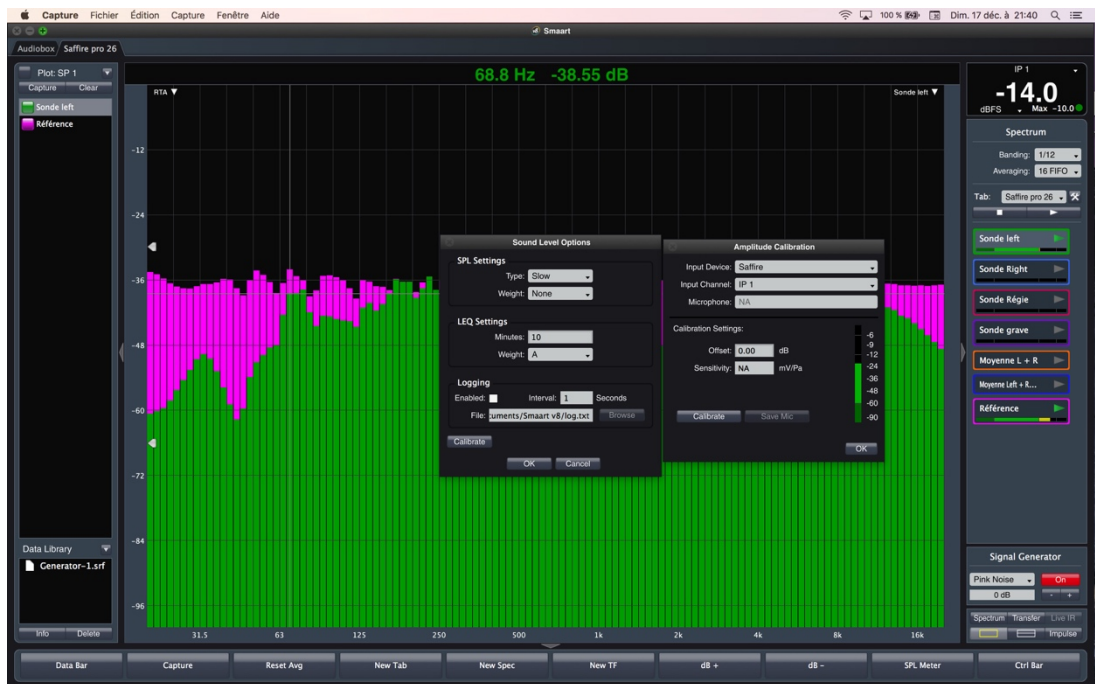 Capture Fichier Édition Capture Fenêtre Aide 100 % Dim. 17 déc. à 21:40
Smaart
Audiobox Saffire pro 26
Plot: SP 1
Capture Clear
Sonde left
Référence
Data Library
Generator-1.srf
Info Delete
68.8 Hz -38.55 dB
RTA Sonde left
-12
-24
-36
-48
-60
-72
-84
-96
31.5 63 125 250 500 1k 2k 4k 8k 16k
Sound Level Options
SPL Settings
Type: Slow
Weight: None
LEQ Settings
Minutes: 10
Weight: A
Logging
Enabled: Interval: 1 Seconds
File: :uments/Smaart v8/log.txt Browse
Calibrate
OK Cancel
Amplitude Calibration
Input Device: Saffire
Input Channel: IP 1
Microphone: NA
Calibration Settings:
Offset: 0.00 dB
Sensitivity: NA mV/Pa
-6
-9
-12
-24
-36
-48
-60
-90
Calibrate Save Mic
OK
IP 1
-14.0
dBFS Max -10.0
Spectrum
Banding: 1/12
Averaging: 16 FIFO
Tab: Saffire pro 26
Sonde left
Sonde Right
Sonde Régie
Sonde grave
Moyenne L + R
Moyenne Left + R...
Référence
Signal Generator
Pink Noise On
0 dB - +
Spectrum Transfer Live IR
Impulse
Data Bar Capture Reset Avg New Tab New Spec New TF dB + dB - SPL Meter Ctrl Bar